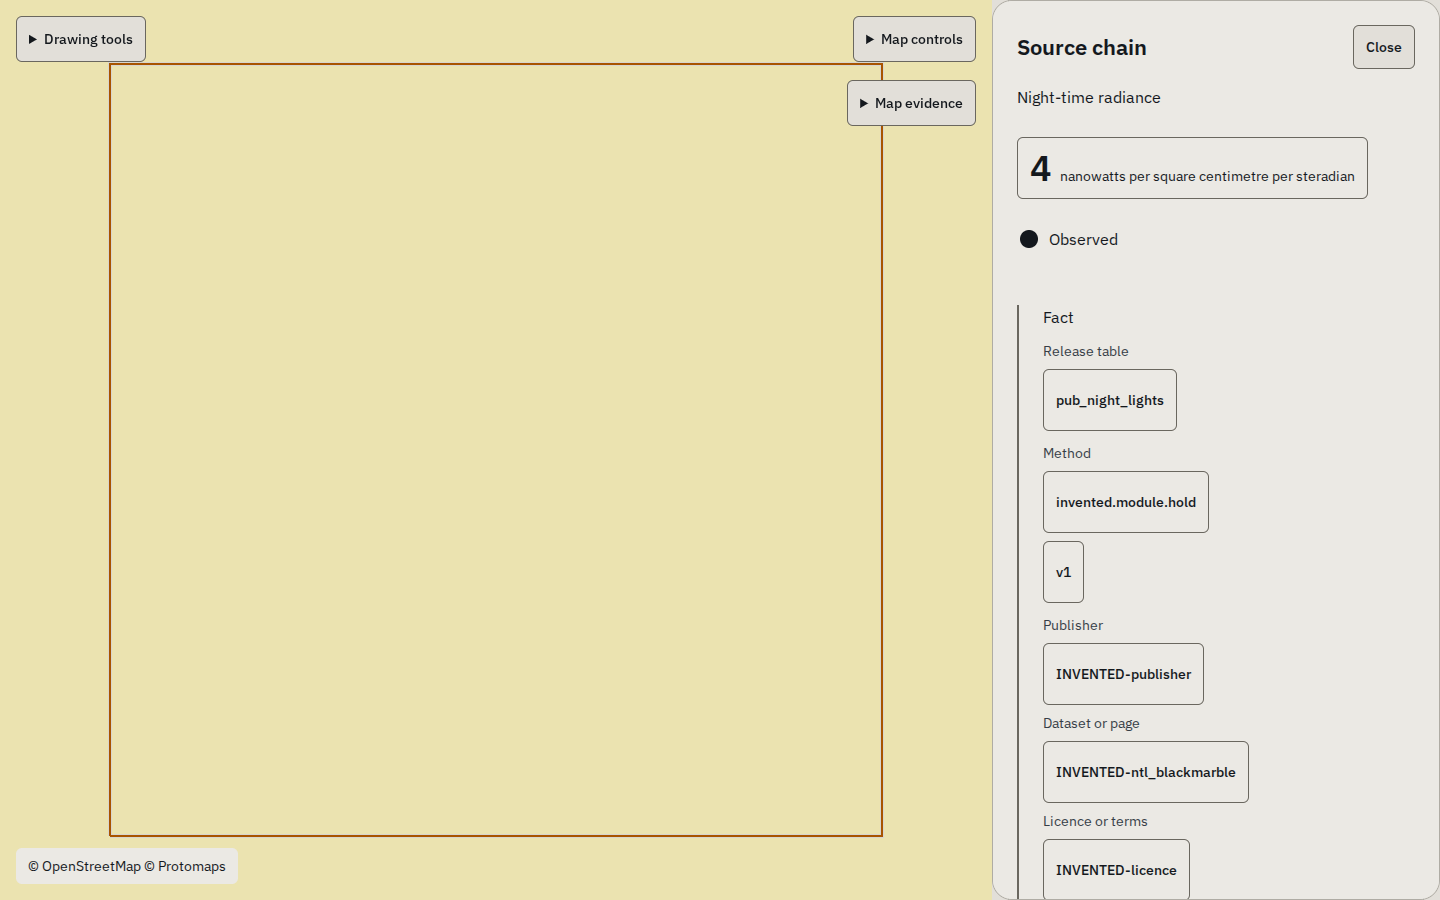 Drawing tools
Map controls
Map evidence
© OpenStreetMap © Protomaps
Source chain
Close
Night-time radiance
4 nanowatts per square centimetre per steradian
Observed
Fact
Release table
pub_night_lights
Method
invented.module.hold
v1
Publisher
INVENTED-publisher
Dataset or page
INVENTED-ntl_blackmarble
Licence or terms
INVENTED-licence